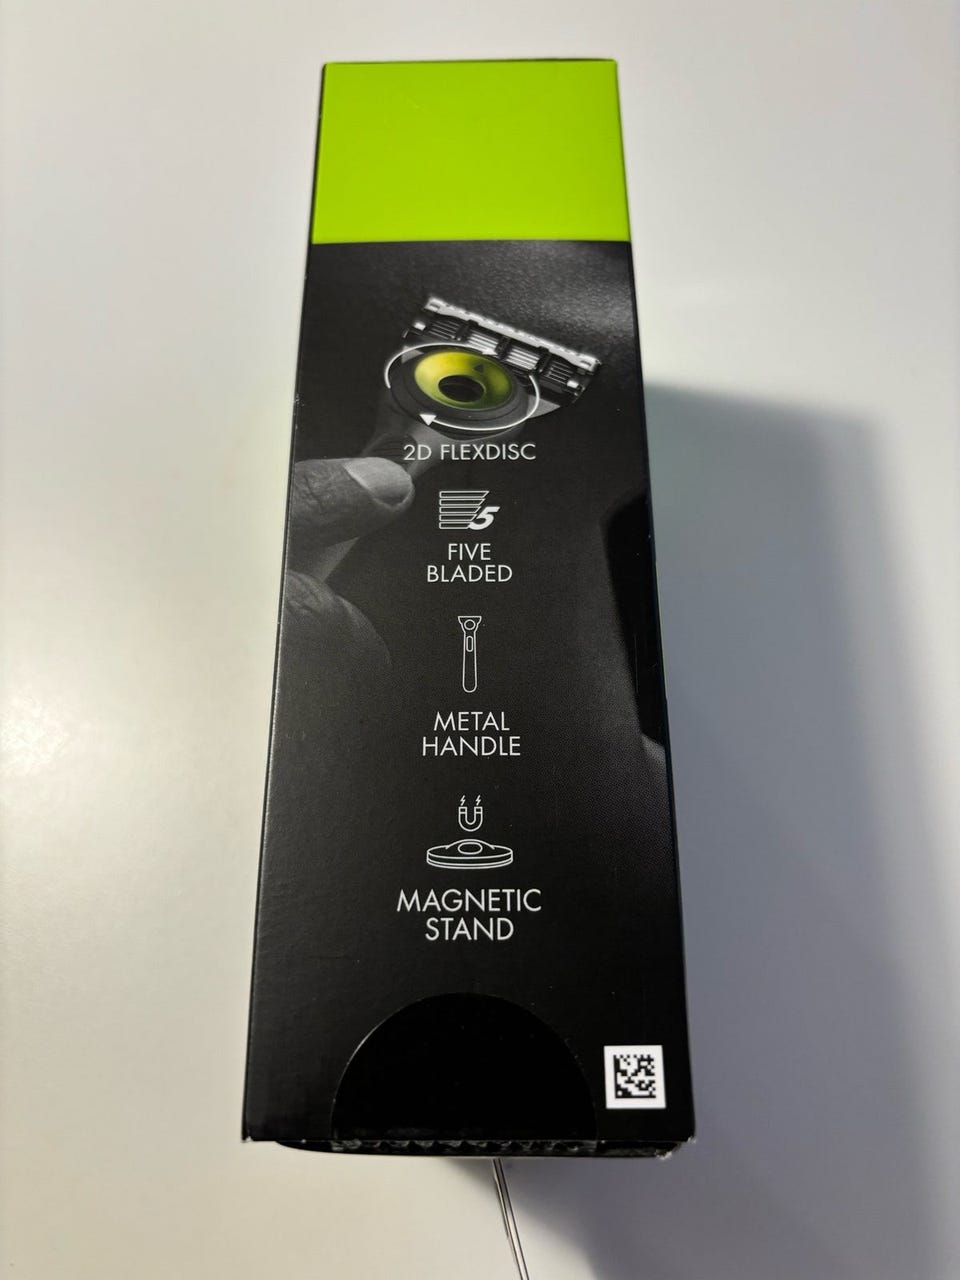 2D FLEXDISC
5
FIVE
BLADED
METAL
HANDLE
MAGNETIC
STAND